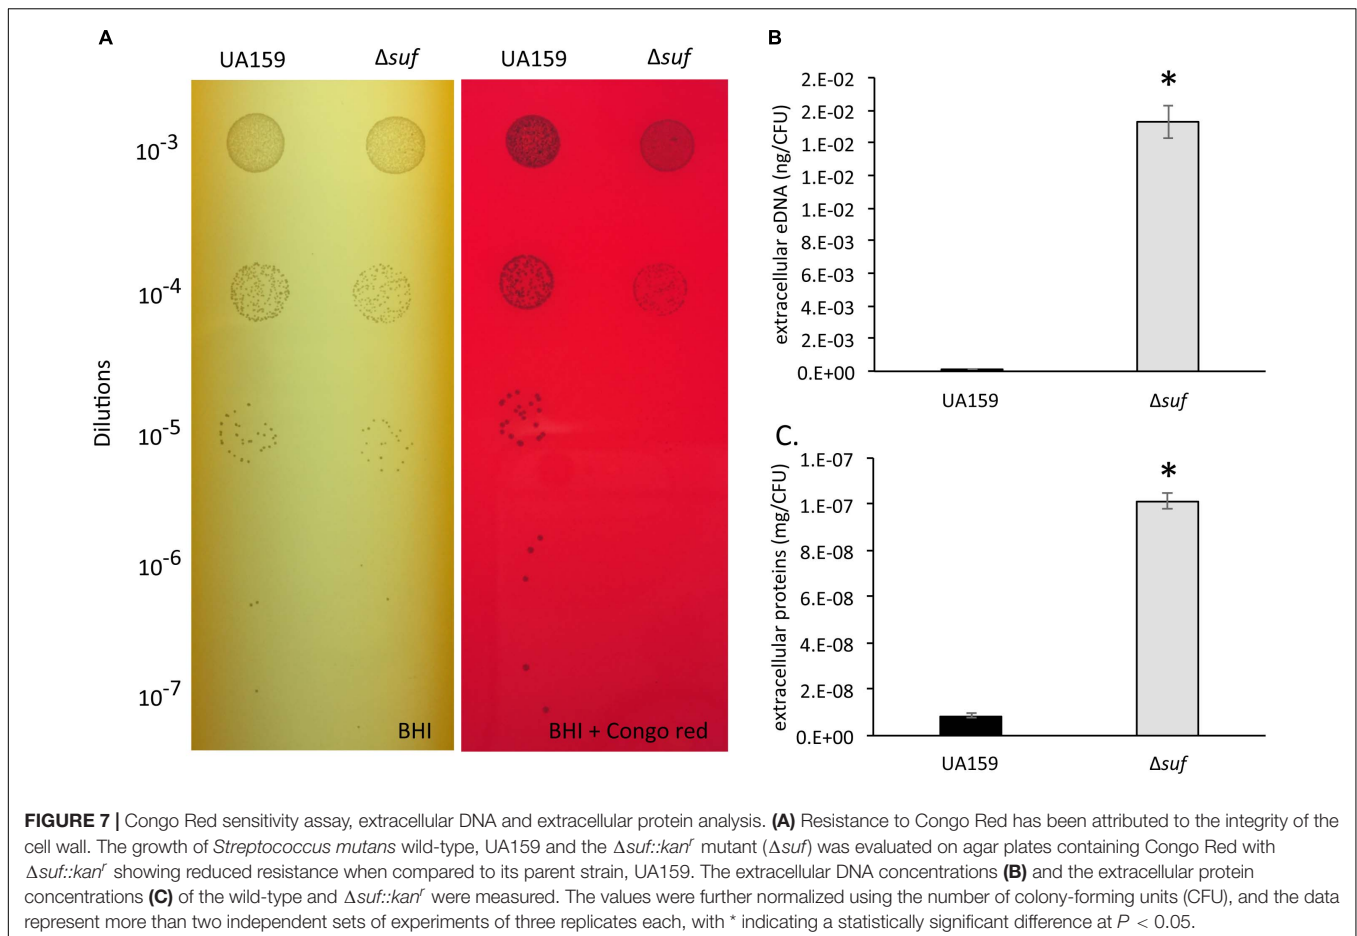 A
UA159 Δsuf UA159 Δsuf
Dilutions
10-3
10-4
10-5
10-6
10-7
BHI
BHI + Congo red
B
extracellular eDNA (ng/CFU)
2.E-02
2.E-02
1.E-02
1.E-02
1.E-02
8.E-03
6.E-03
4.E-03
2.E-03
0.E+00
*
UA159 Δsuf
C.
extracellular proteins (mg/CFU)
1.E-07
1.E-07
8.E-08
6.E-08
4.E-08
2.E-08
0.E+00
*
UA159 Δsuf
FIGURE 7 | Congo Red sensitivity assay, extracellular DNA and extracellular protein analysis. (A) Resistance to Congo Red has been attributed to the integrity of the
cell wall. The growth of Streptococcus mutans wild-type, UA159 and the Δsuf::kanr mutant (Δsuf) was evaluated on agar plates containing Congo Red with
Δsuf::kanr showing reduced resistance when compared to its parent strain, UA159. The extracellular DNA concentrations (B) and the extracellular protein
concentrations (C) of the wild-type and Δsuf::kanr were measured. The values were further normalized using the number of colony-forming units (CFU), and the data
represent more than two independent sets of experiments of three replicates each, with * indicating a statistically significant difference at P < 0.05.